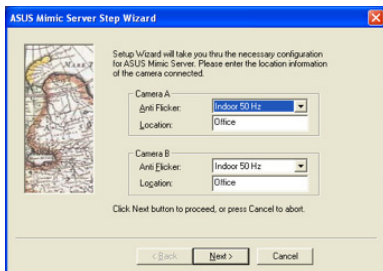 ASUS Mimic Server Step Wizard
Setup Wizard will take you thru the necessary configuration
for ASUS Mimic Server. Please enter the location information
of the camera connected.
Camera A
Anti Flicker: Indoor 50 Hz
Location: Office
Camera B
Anti Flicker: Indoor 50 Hz
Location: Office
Click Next button to proceed, or press Cancel to abort.
< Back Next > Cancel